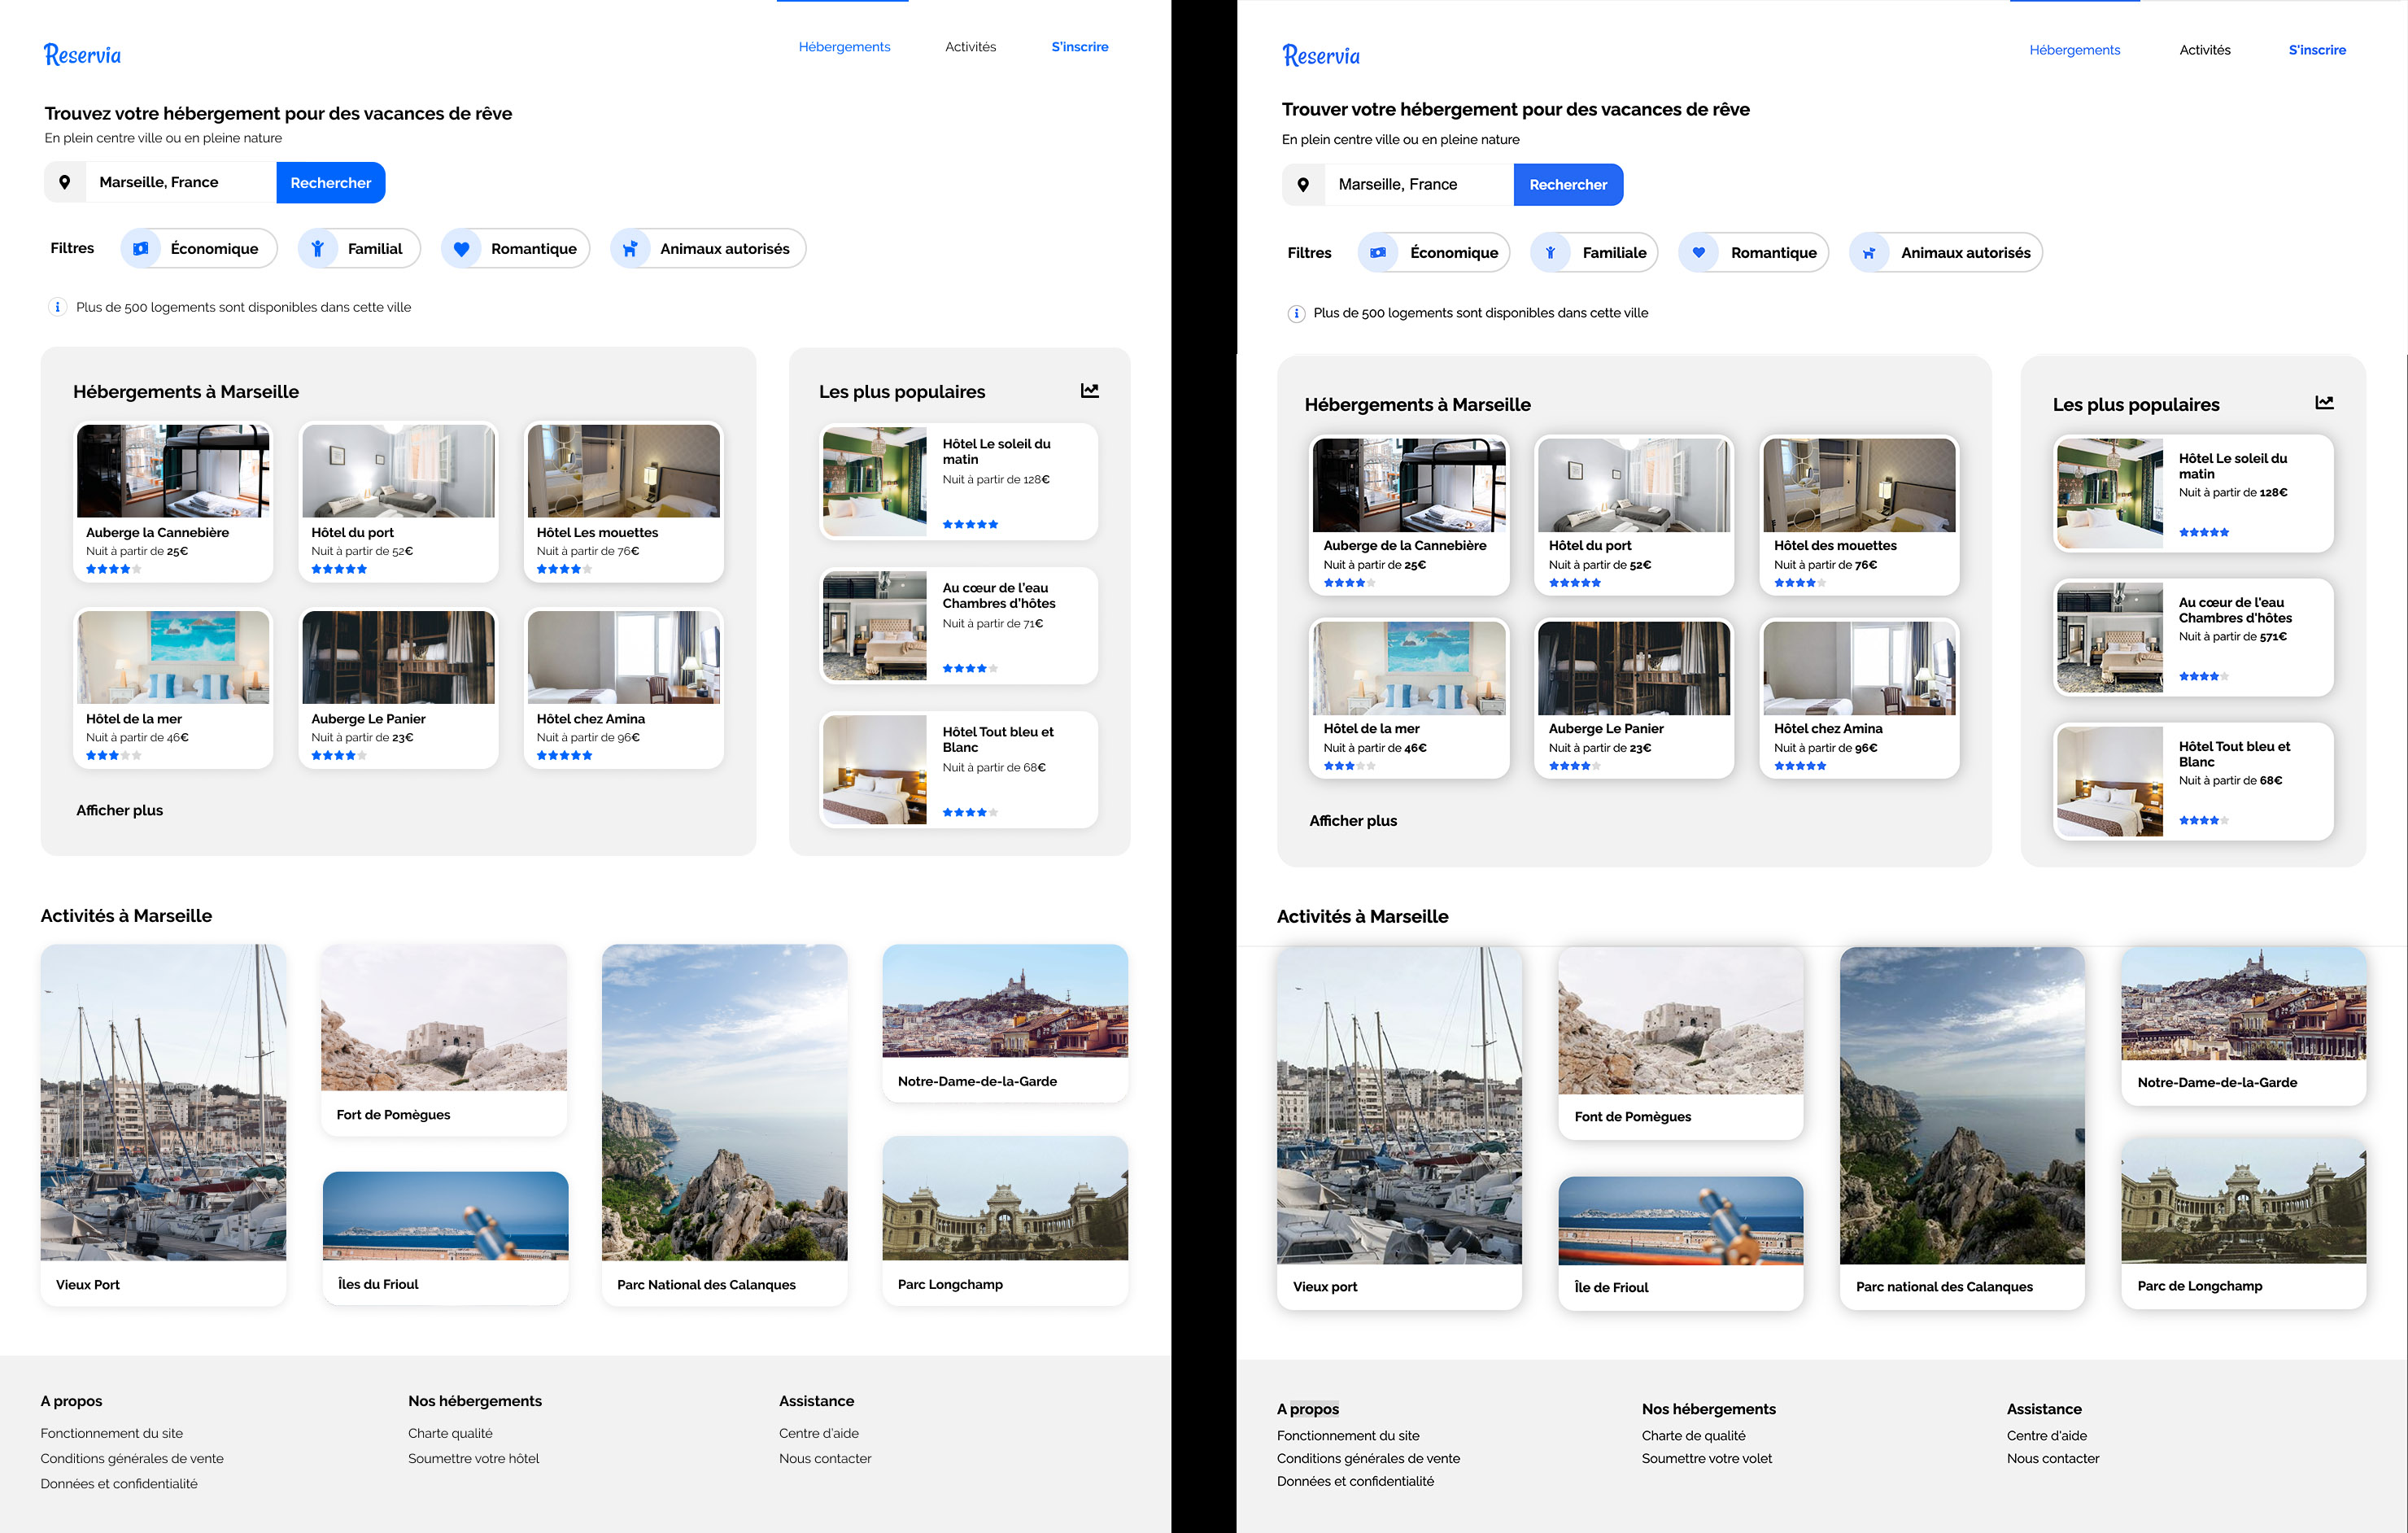 Reservia
Hébergements
Activités
S'inscrire
Trouvez votre hébergement pour des vacances de rêve
En plein centre ville ou en pleine nature
Marseille, France
Rechercher
Filtres
Économique
Familial
Romantique
Animaux autorisés
Plus de 500 logements sont disponibles dans cette ville
Hébergements à Marseille
Auberge la Cannebière
Nuit à partir de 25€
Hôtel du port
Nuit à partir de 52€
Hôtel Les mouettes
Nuit à partir de 76€
Hôtel de la mer
Nuit à partir de 46€
Auberge Le Panier
Nuit à partir de 23€
Hôtel chez Amina
Nuit à partir de 96€
Afficher plus
Les plus populaires
Hôtel Le soleil du
matin
Nuit à partir de 128€
Au cœur de l'eau
Chambres d'hôtes
Nuit à partir de 71€
Hôtel Tout bleu et
Blanc
Nuit à partir de 68€
Activités à Marseille
Vieux Port
Fort de Pomègues
Îles du Frioul
Parc National des Calanques
Notre-Dame-de-la-Garde
Parc Longchamp
A propos
Fonctionnement du site
Conditions générales de vente
Données et confidentialité
Nos hébergements
Charte qualité
Soumettre votre hôtel
Assistance
Centre d'aide
Nous contacter
Reservia
Hébergements
Activités
S'inscrire
Trouver votre hébergement pour des vacances de rêve
En plein centre ville ou en pleine nature
Marseille, France
Rechercher
Filtres
Économique
Familiale
Romantique
Animaux autorisés
Plus de 500 logements sont disponibles dans cette ville
Hébergements à Marseille
Auberge de la Cannebière
Nuit à partir de 25€
Hôtel du port
Nuit à partir de 52€
Hôtel des mouettes
Nuit à partir de 76€
Hôtel de la mer
Nuit à partir de 46€
Auberge Le Panier
Nuit à partir de 23€
Hôtel chez Amina
Nuit à partir de 96€
Afficher plus
Les plus populaires
Hôtel Le soleil du
matin
Nuit à partir de 128€
Au cœur de l'eau
Chambres d'hôtes
Nuit à partir de 571€
Hôtel Tout bleu et
Blanc
Nuit à partir de 68€
Activités à Marseille
Vieux port
Font de Pomègues
Île de Frioul
Parc national des Calanques
Notre-Dame-de-la-Garde
Parc de Longchamp
A propos
Fonctionnement du site
Conditions générales de vente
Données et confidentialité
Nos hébergements
Charte de qualité
Soumettre votre volet
Assistance
Centre d'aide
Nous contacter